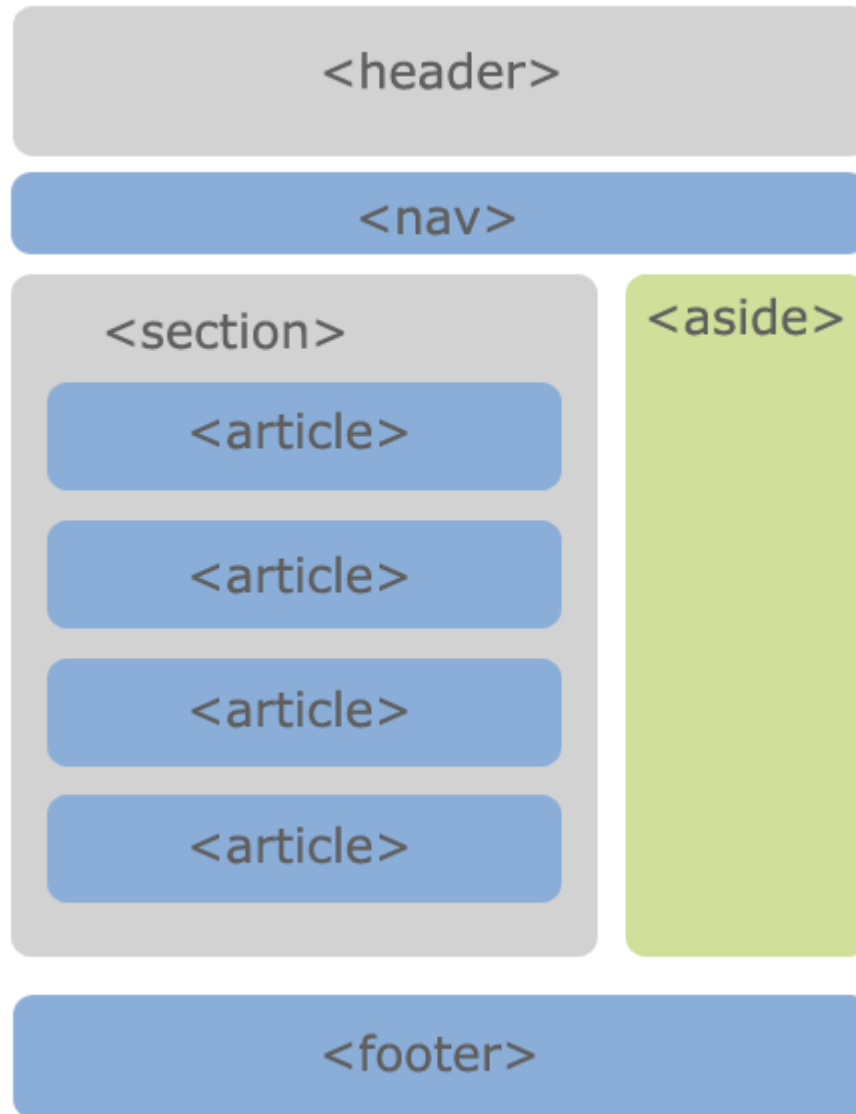 <header>
<nav>
<section>
<article>
<article>
<article>
<article>
<aside>
<footer>